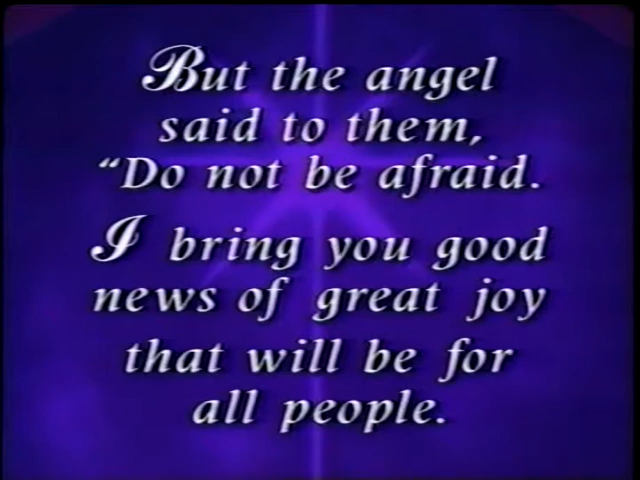 But the angel
said to them,
“Do not be afraid.
I bring you good
news of great joy
that will be for
all people.